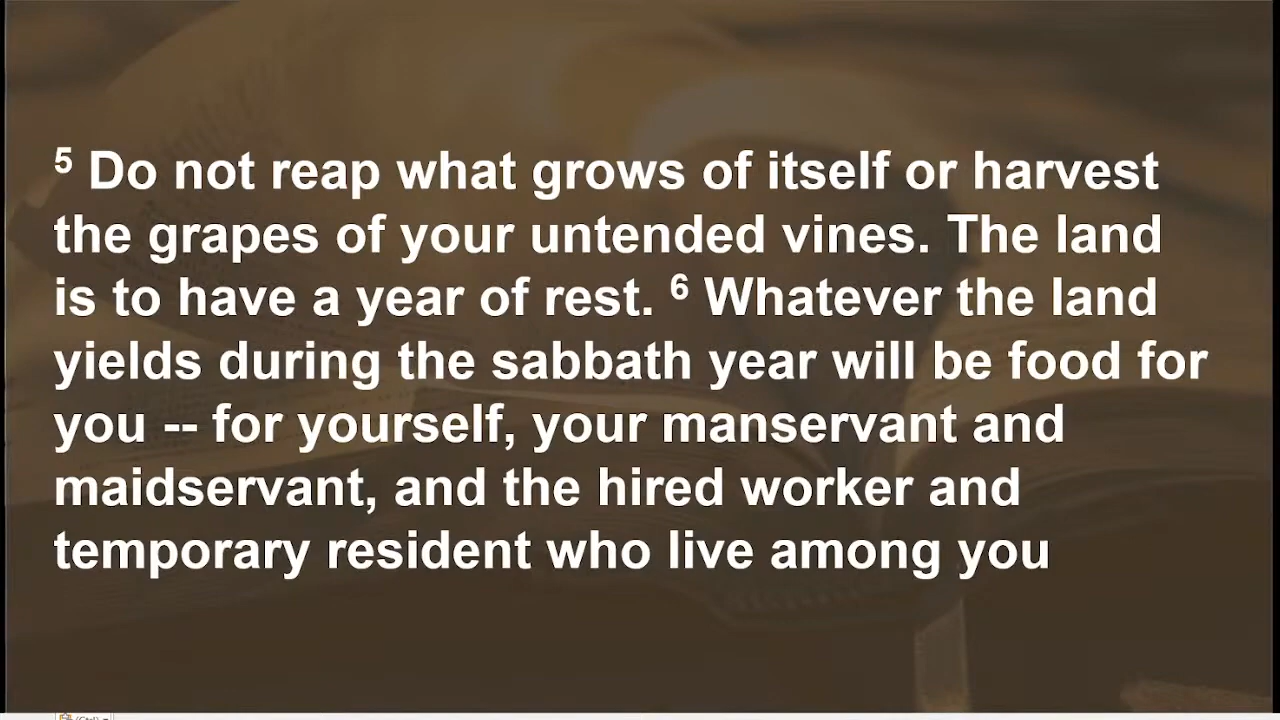 5 Do not reap what grows of itself or harvest
the grapes of your untended vines. The land
is to have a year of rest. 6 Whatever the land
yields during the sabbath year will be food for
you -- for yourself, your manservant and
maidservant, and the hired worker and
temporary resident who live among you
(Ctrl)